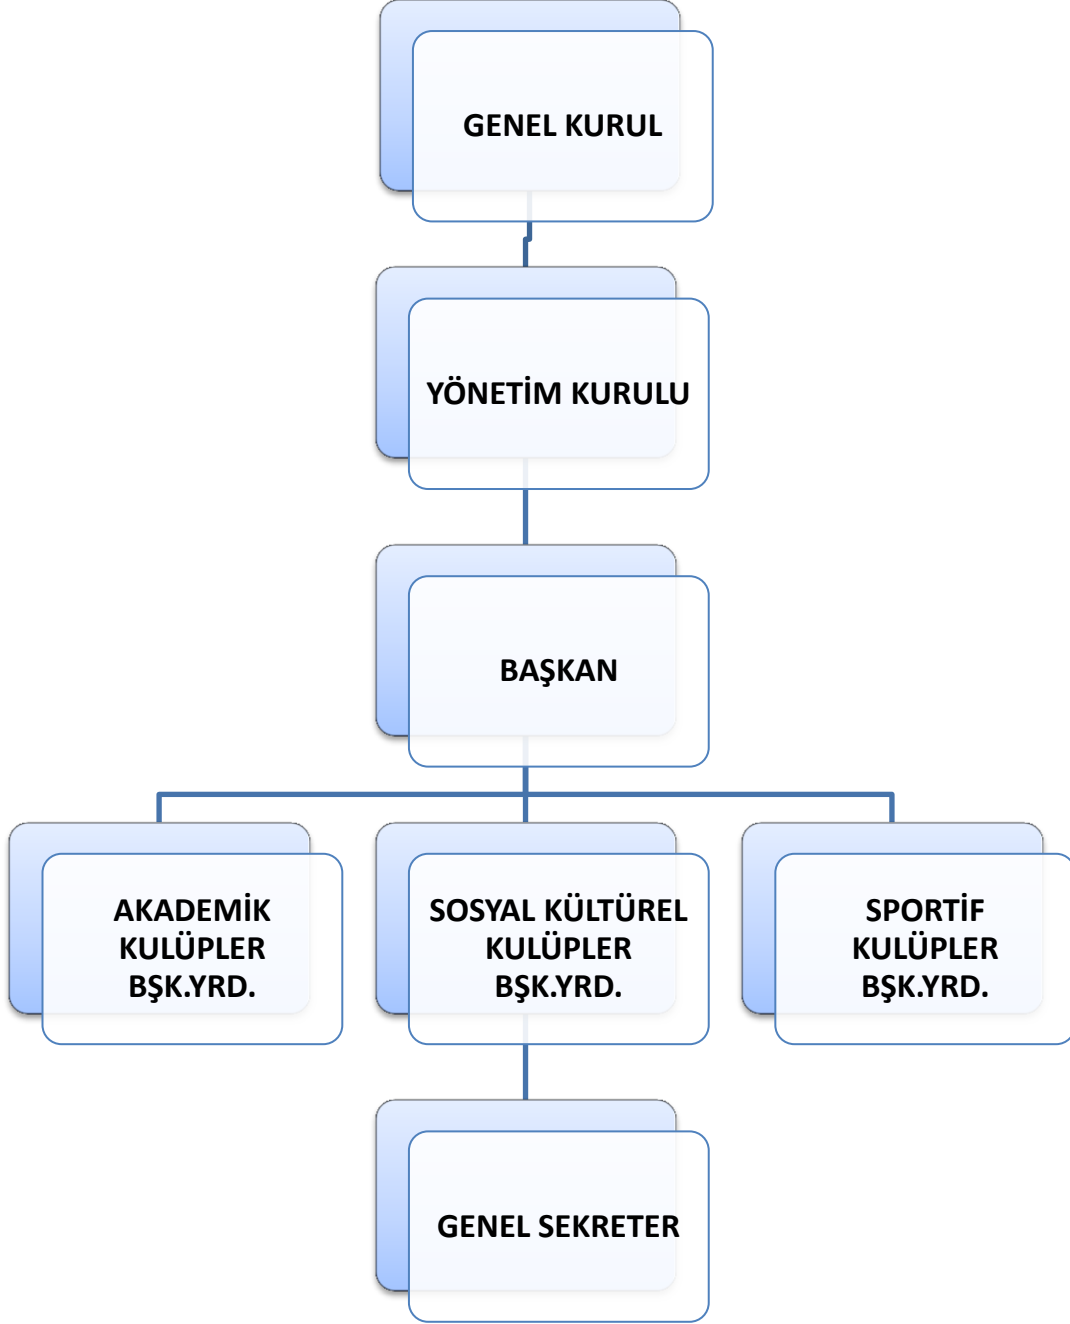 GENEL KURUL
YÖNETİM KURULU
BAŞKAN
AKADEMİK
KULÜPLER
BŞK.YRD.
SOSYAL KÜLTÜREL
KULÜPLER
BŞK.YRD.
SPORTİF
KULÜPLER
BŞK.YRD.
GENEL SEKRETER